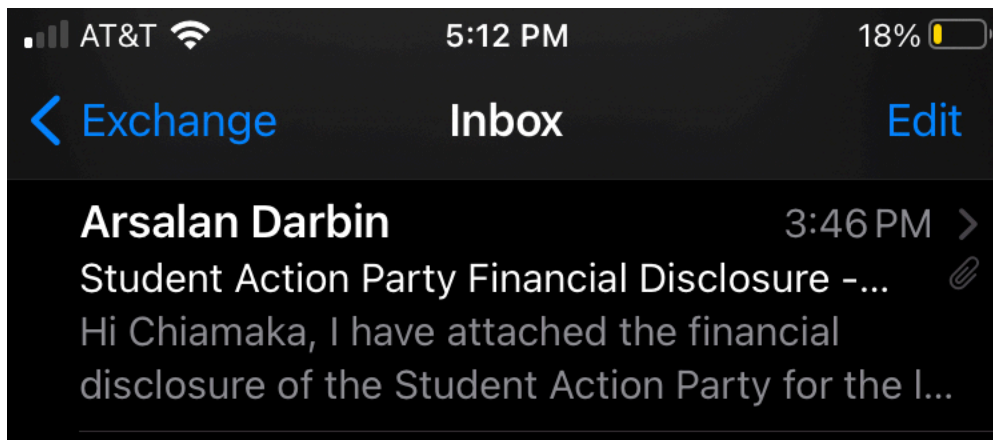 AT&T 5:12 PM 18%
Exchange Inbox Edit
Arsalan Darbin 3:46 PM
Student Action Party Financial Disclosure -...
Hi Chiamaka, I have attached the financial
disclosure of the Student Action Party for the l...